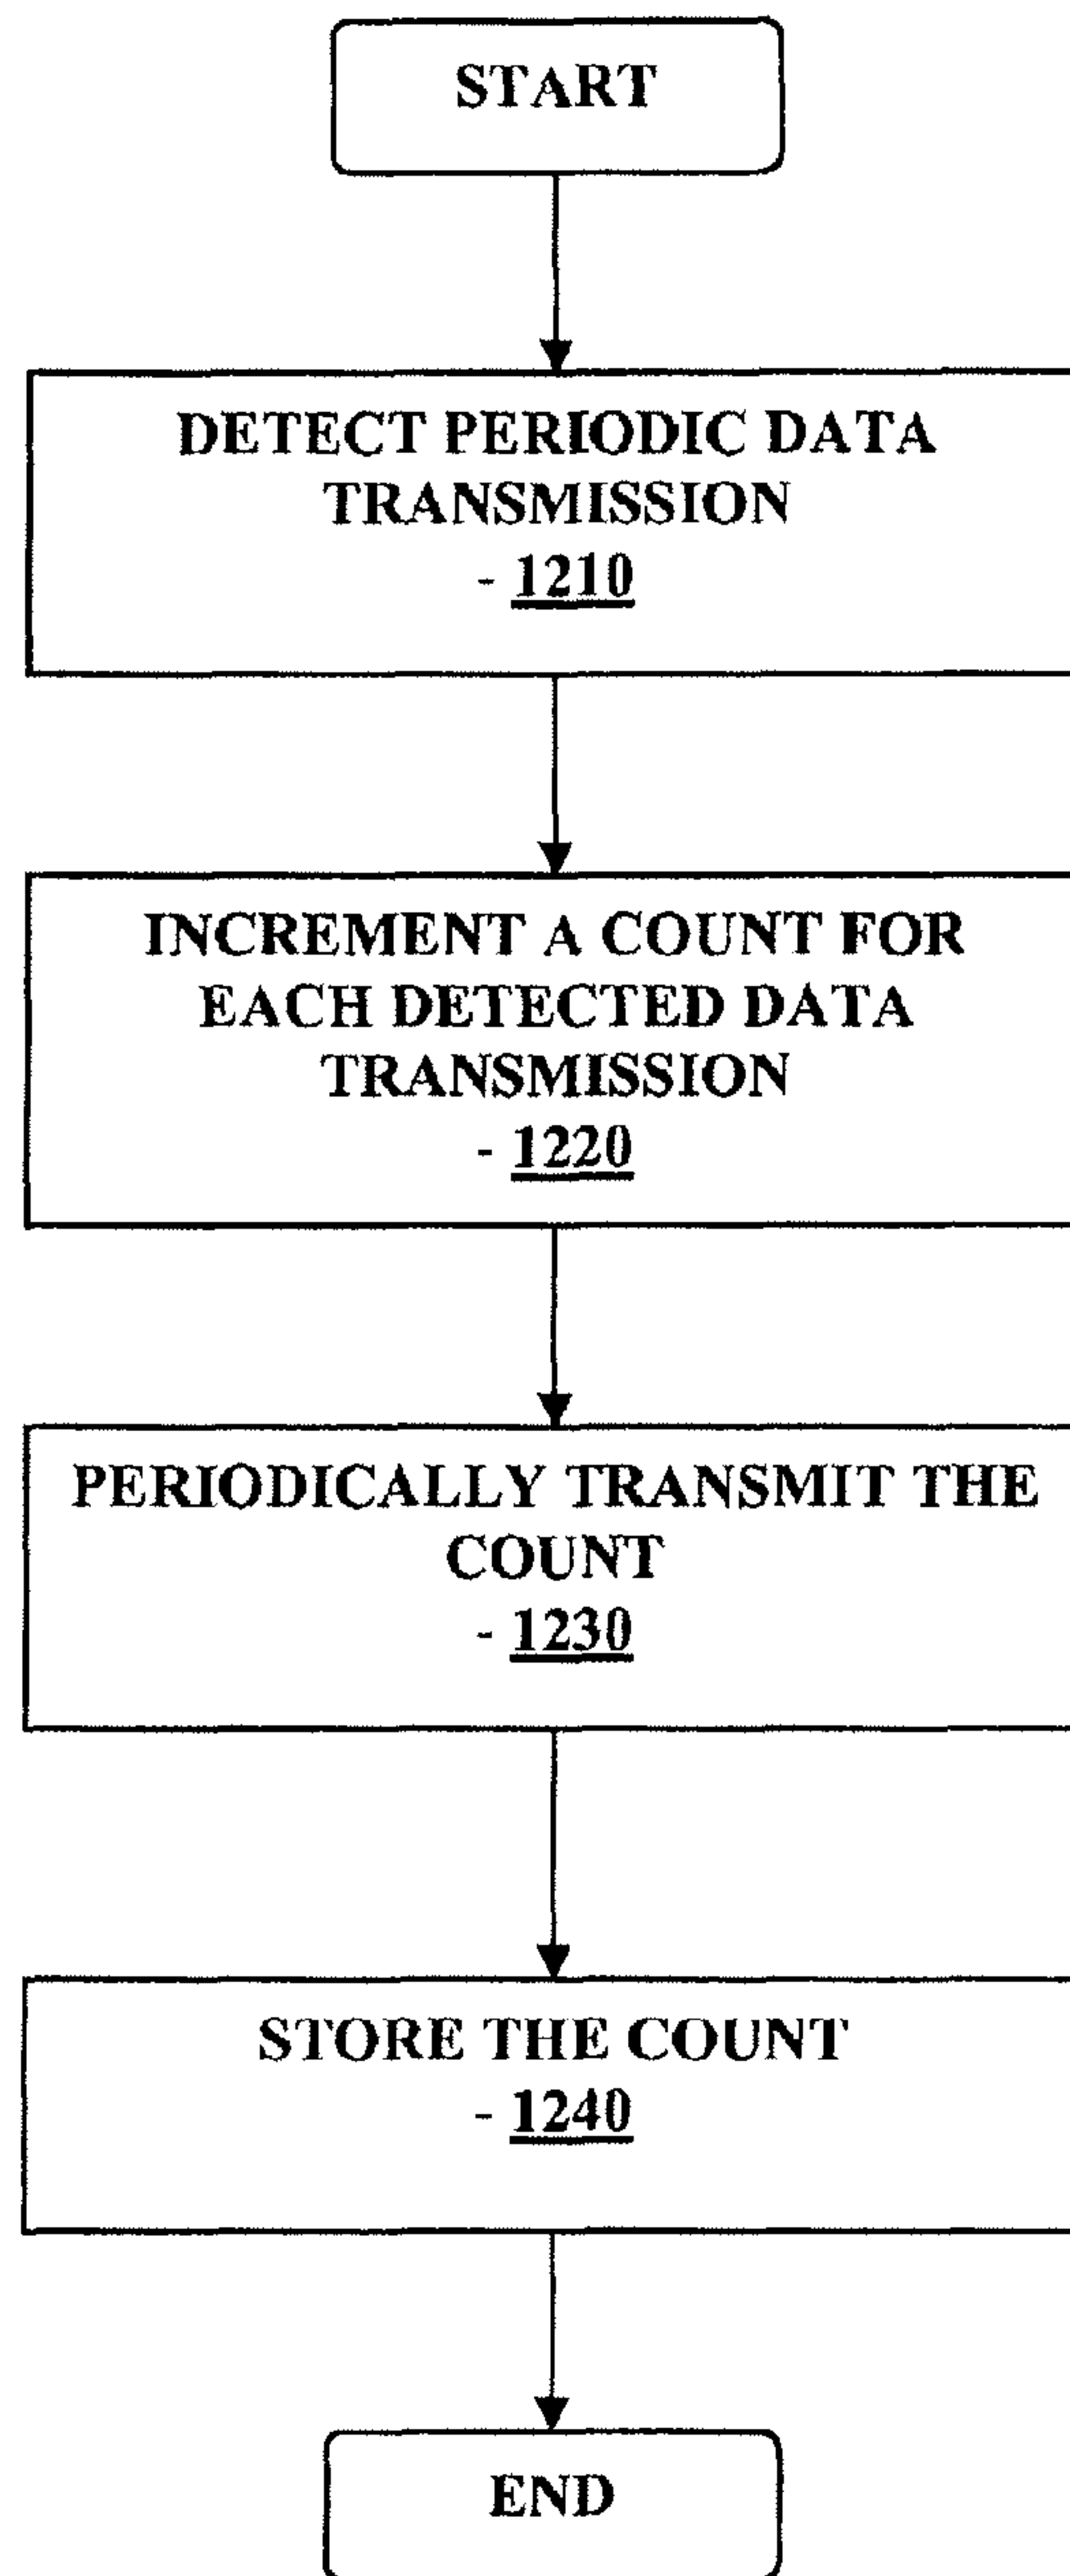 START
DETECT PERIODIC DATA
TRANSMISSION
- 1210
INCREMENT A COUNT FOR
EACH DETECTED DATA
TRANSMISSION
- 1220
PERIODICALLY TRANSMIT THE
COUNT
- 1230
STORE THE COUNT
- 1240
END